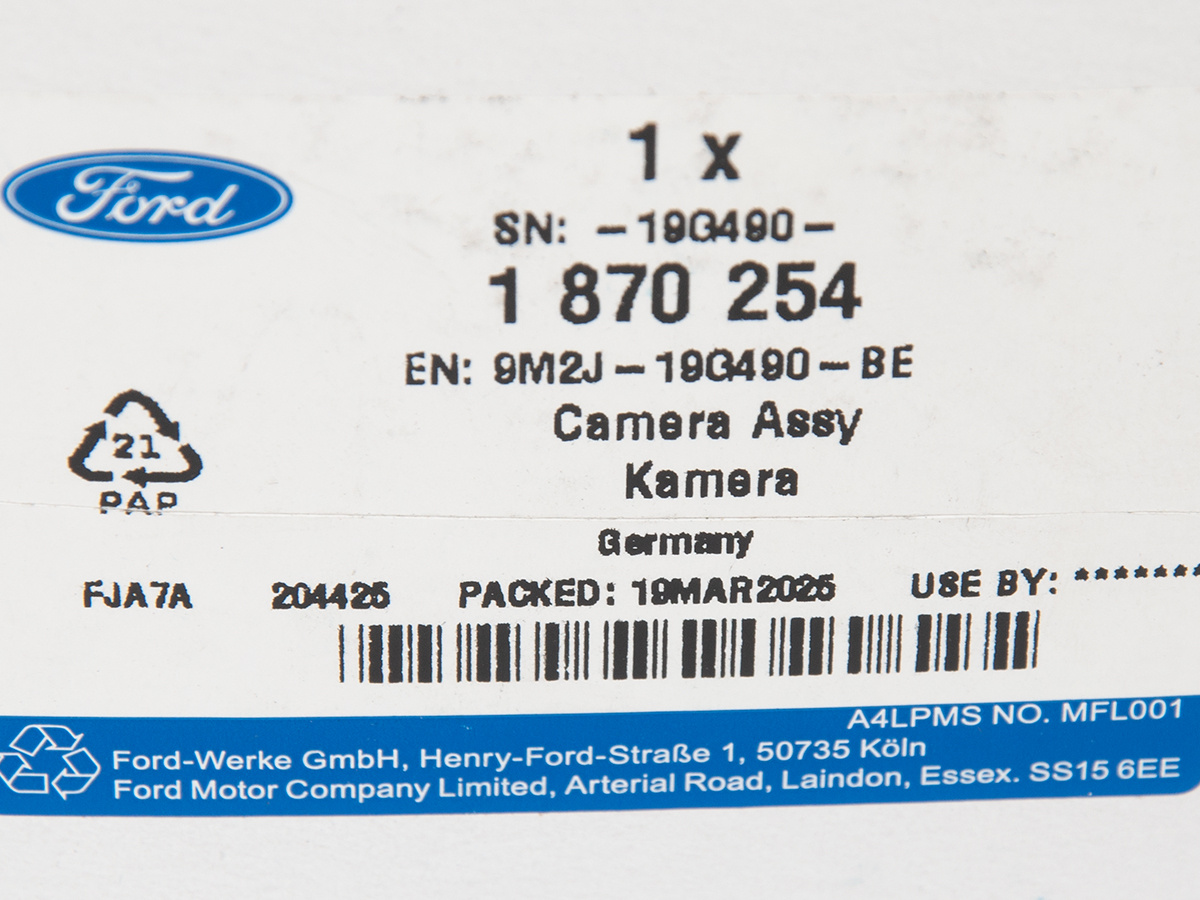 Ford
1 x
SN: -19G490-
1 870 254
EN: 9M2J-19G490-BE
Camera Assy
Kamera
21
PAP
Germany
FJA7A 204425 PACKED: 19MAR2025 USE BY: *******
A4LPMS NO. MFL001
Ford-Werke GmbH, Henry-Ford-Straße 1, 50735 Köln
Ford Motor Company Limited, Arterial Road, Laindon, Essex. SS15 6EE